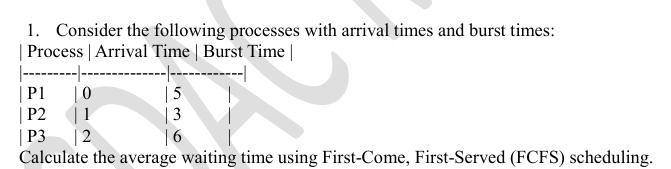 1. Consider the following processes with arrival times and burst times:
| Process | Arrival Time | Burst Time |
|---------|--------------|------------|
| P1 | 0 | 5 |
| P2 | 1 | 3 |
| P3 | 2 | 6 |
Calculate the average waiting time using First-Come, First-Served (FCFS) scheduling.